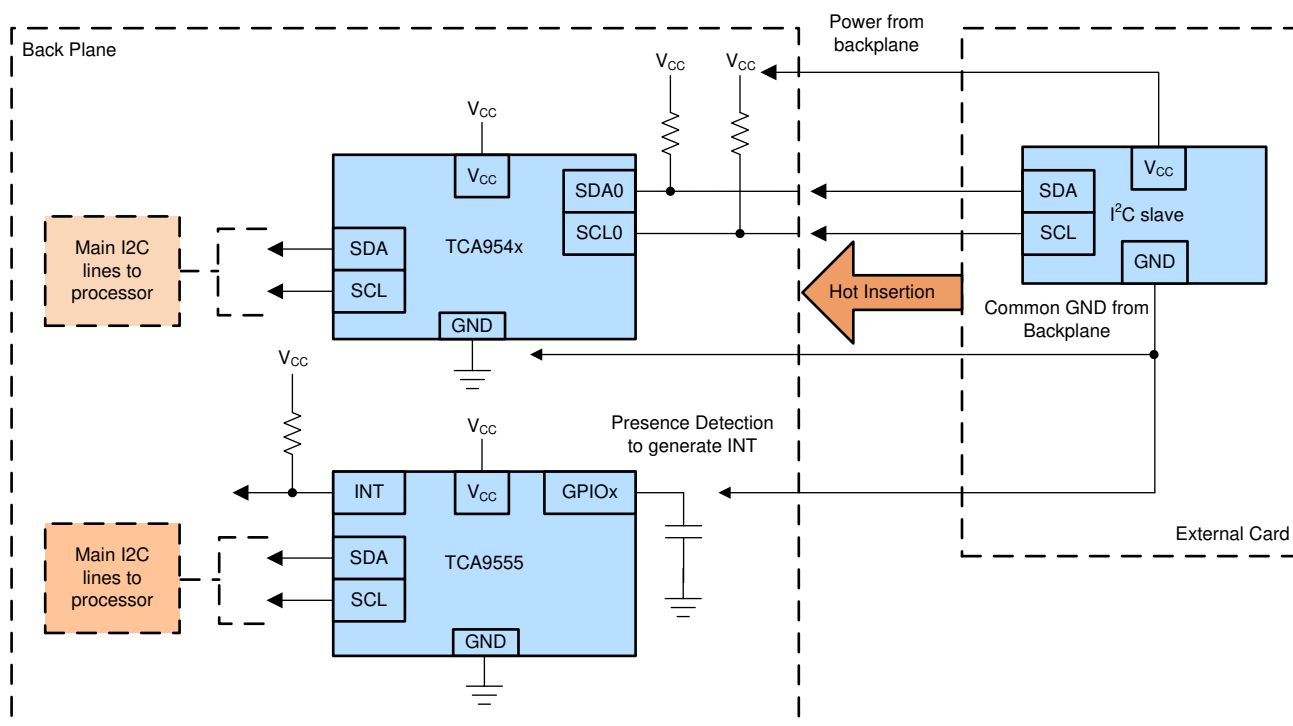 Back Plane
Power from
backplane
V_CC
V_CC
V_CC
V_CC
SDA0
SCL0
TCA954x
SDA
SCL
GND
Main I2C
lines to
processor
V_CC
I²C slave
SDA
SCL
GND
Hot Insertion
Common GND from
Backplane
V_CC
V_CC
Presence Detection
to generate INT
INT
V_CC
GPIOx
SDA
SCL
TCA9555
GND
Main I2C
lines to
processor
External Card